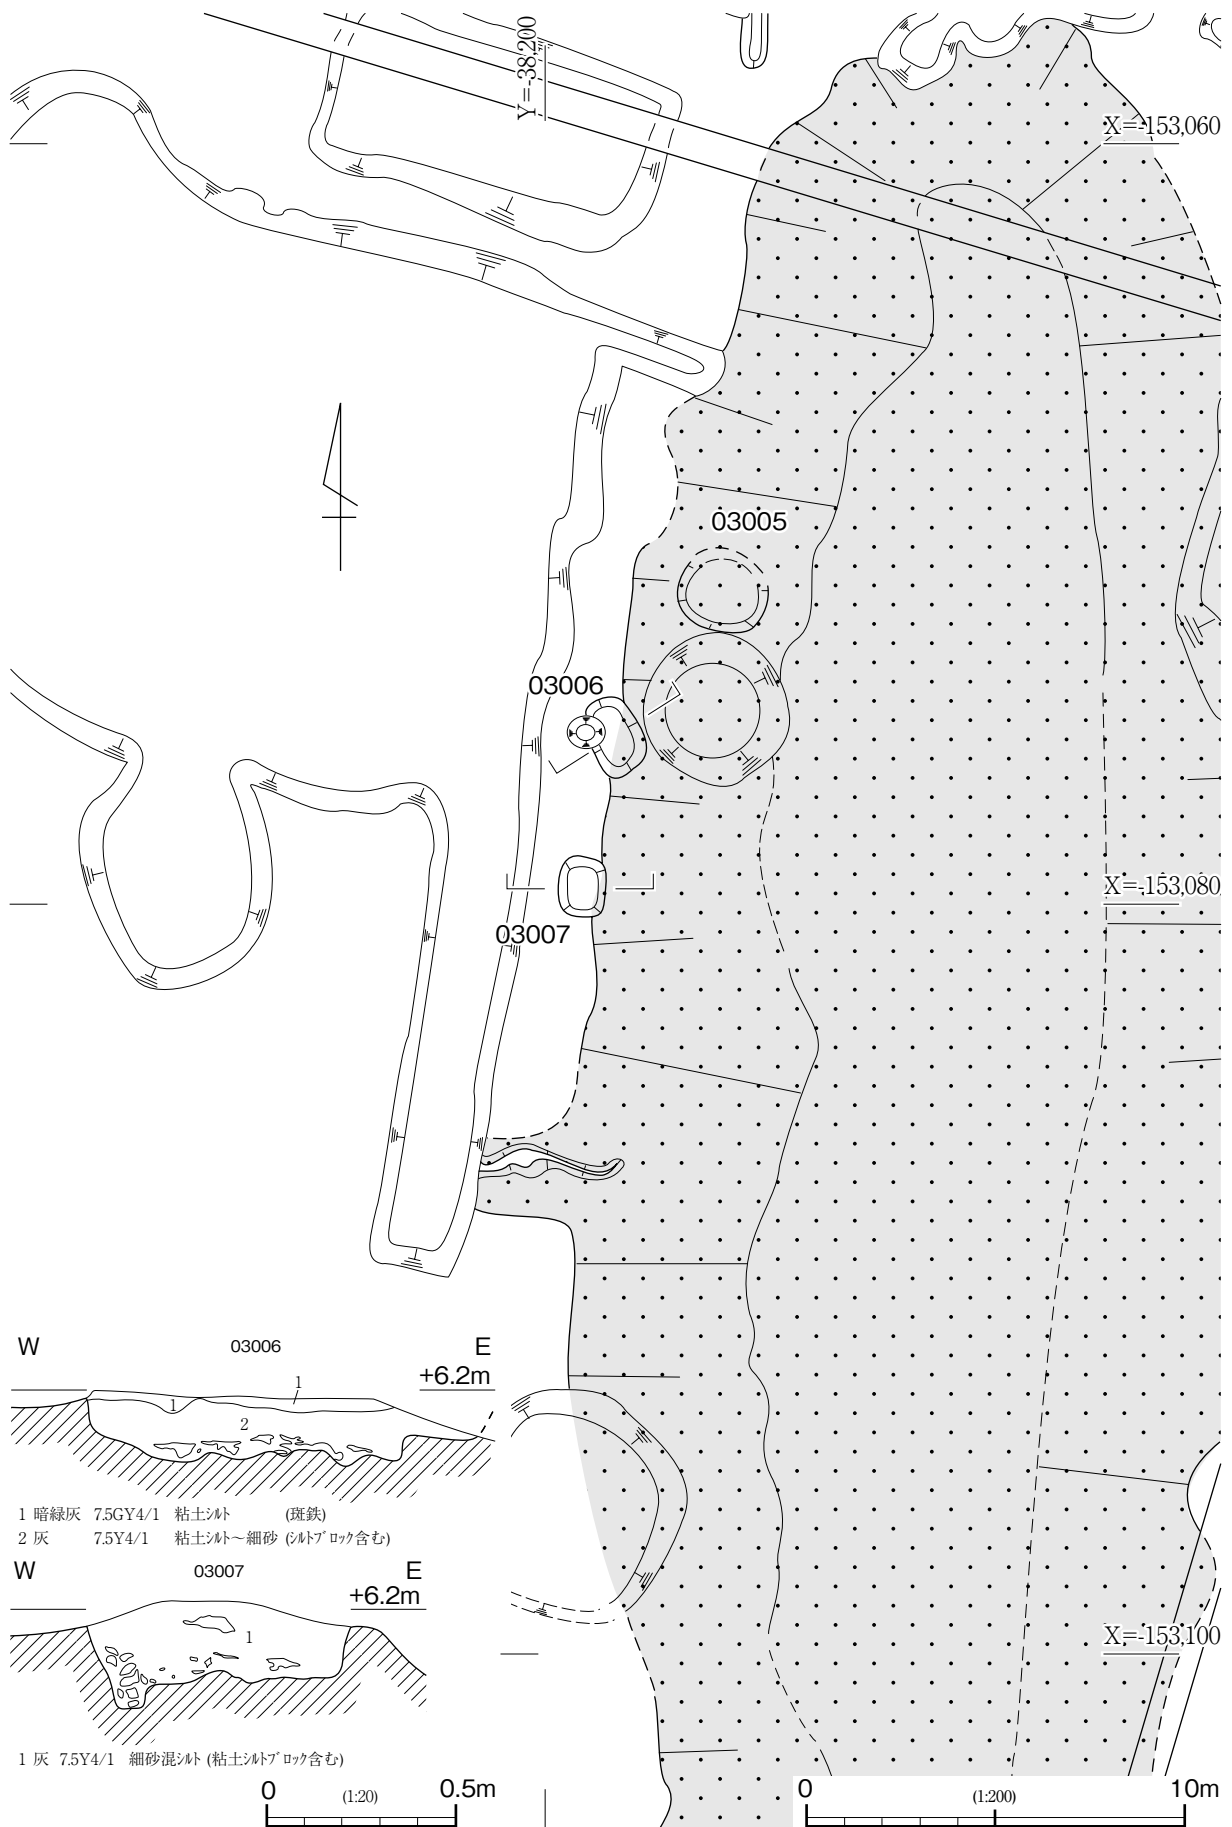 Y=-38,200
X=-153,060
03005
03006
X=-153,080
03007
W 03006 E
+6.2m
1
1
2
1 暗緑灰 7.5GY4/1 粘土ｼﾙﾄ (斑鉄)
2 灰 7.5Y4/1 粘土ｼﾙﾄ～細砂 (ｼﾙﾄﾌﾞﾛｯｸ含む)
W 03007 E
+6.2m
1
X=-153,100
1 灰 7.5Y4/1 細砂混ｼﾙﾄ (粘土ｼﾙﾄﾌﾞﾛｯｸ含む)
0 (1:20) 0.5m
0 (1:200) 10m